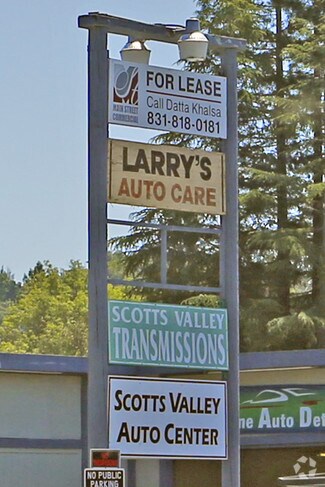 FOR LEASE
MAIN STREET
COMMERCIAL
Call Datta Khalsa
831-818-0181
LARRY'S
AUTO CARE
SCOTTS VALLEY
TRANSMISSIONS
SCOTTS VALLEY
AUTO CENTER
ne Auto Det
NO PUBLIC
PARKING